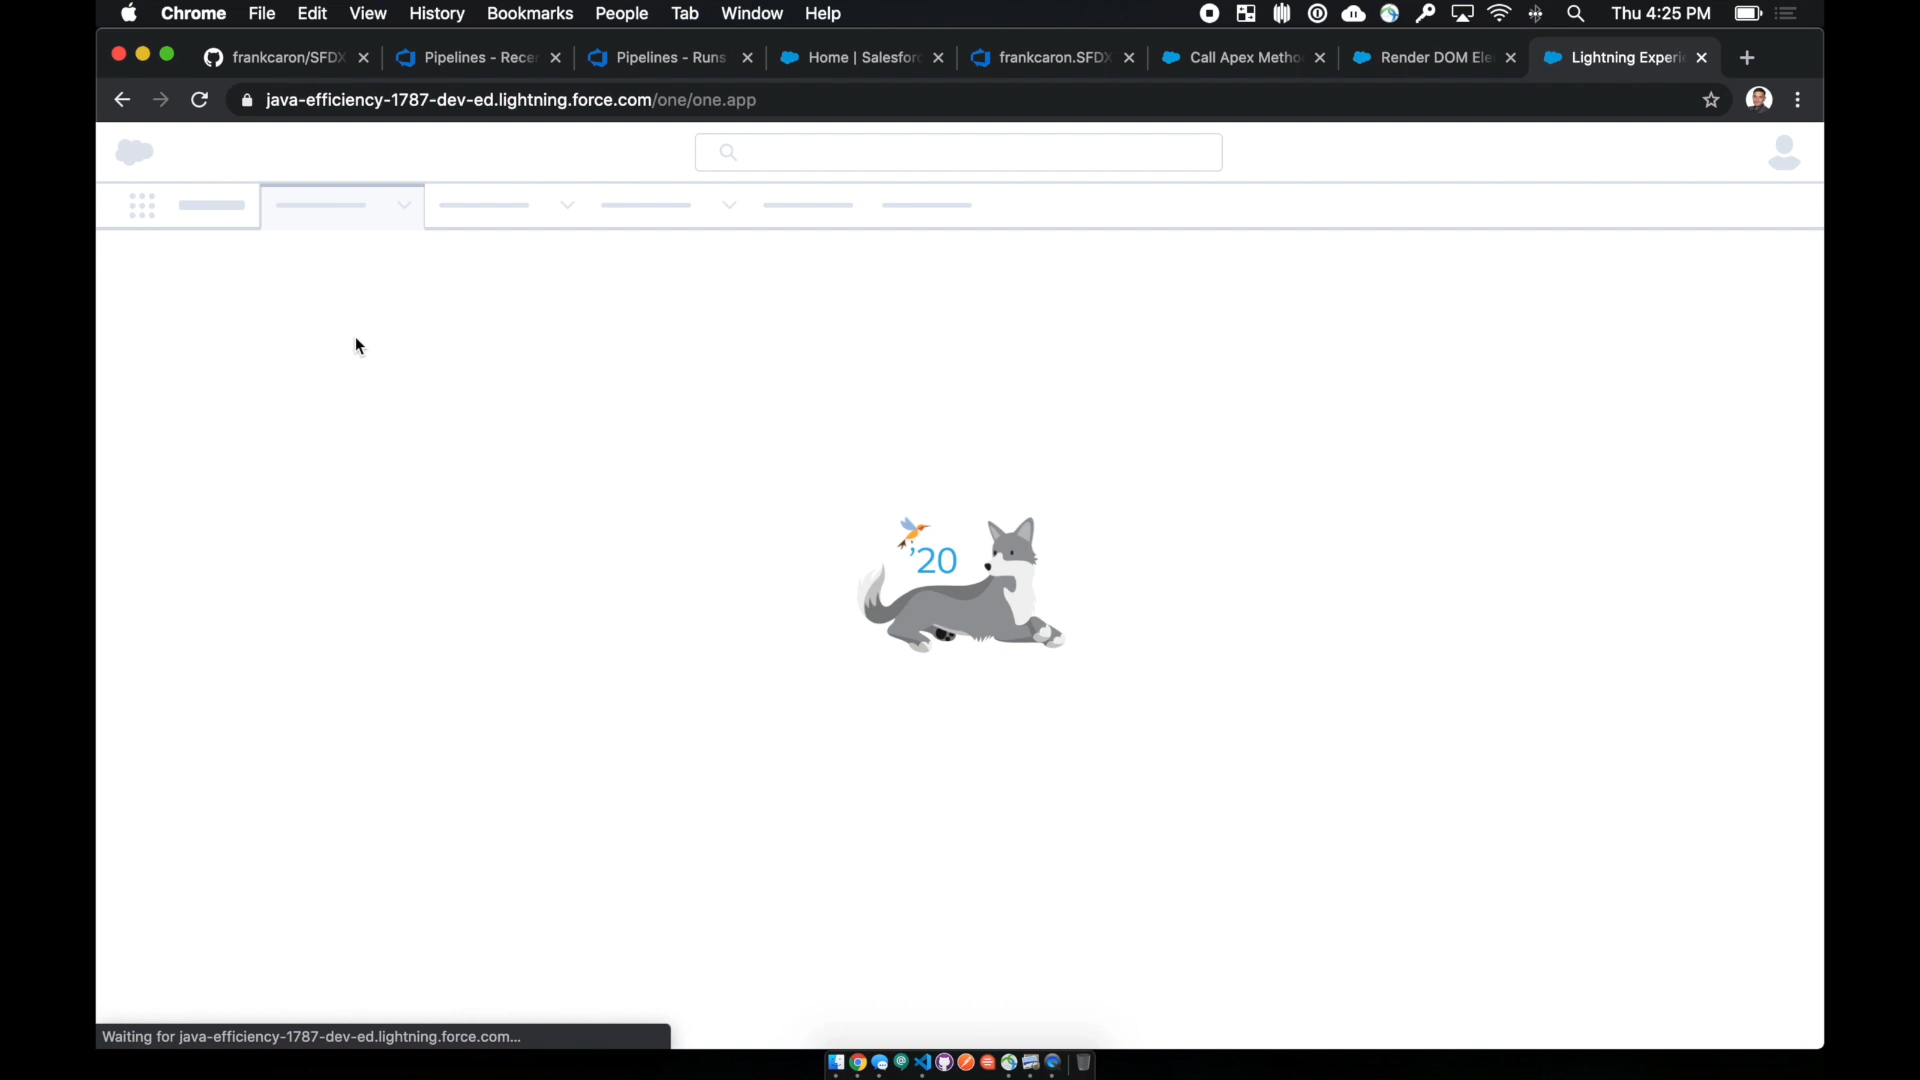 Chrome File Edit View History Bookmarks People Tab Window Help Thu 4:25 PM
frankcaron/SFDX Pipelines - Recen Pipelines - Runs Home | Salesforc frankcaron.SFDX Call Apex Metho Render DOM Ele Lightning Experi
java-efficiency-1787-dev-ed.lightning.force.com/one/one.app
'20
Waiting for java-efficiency-1787-dev-ed.lightning.force.com...